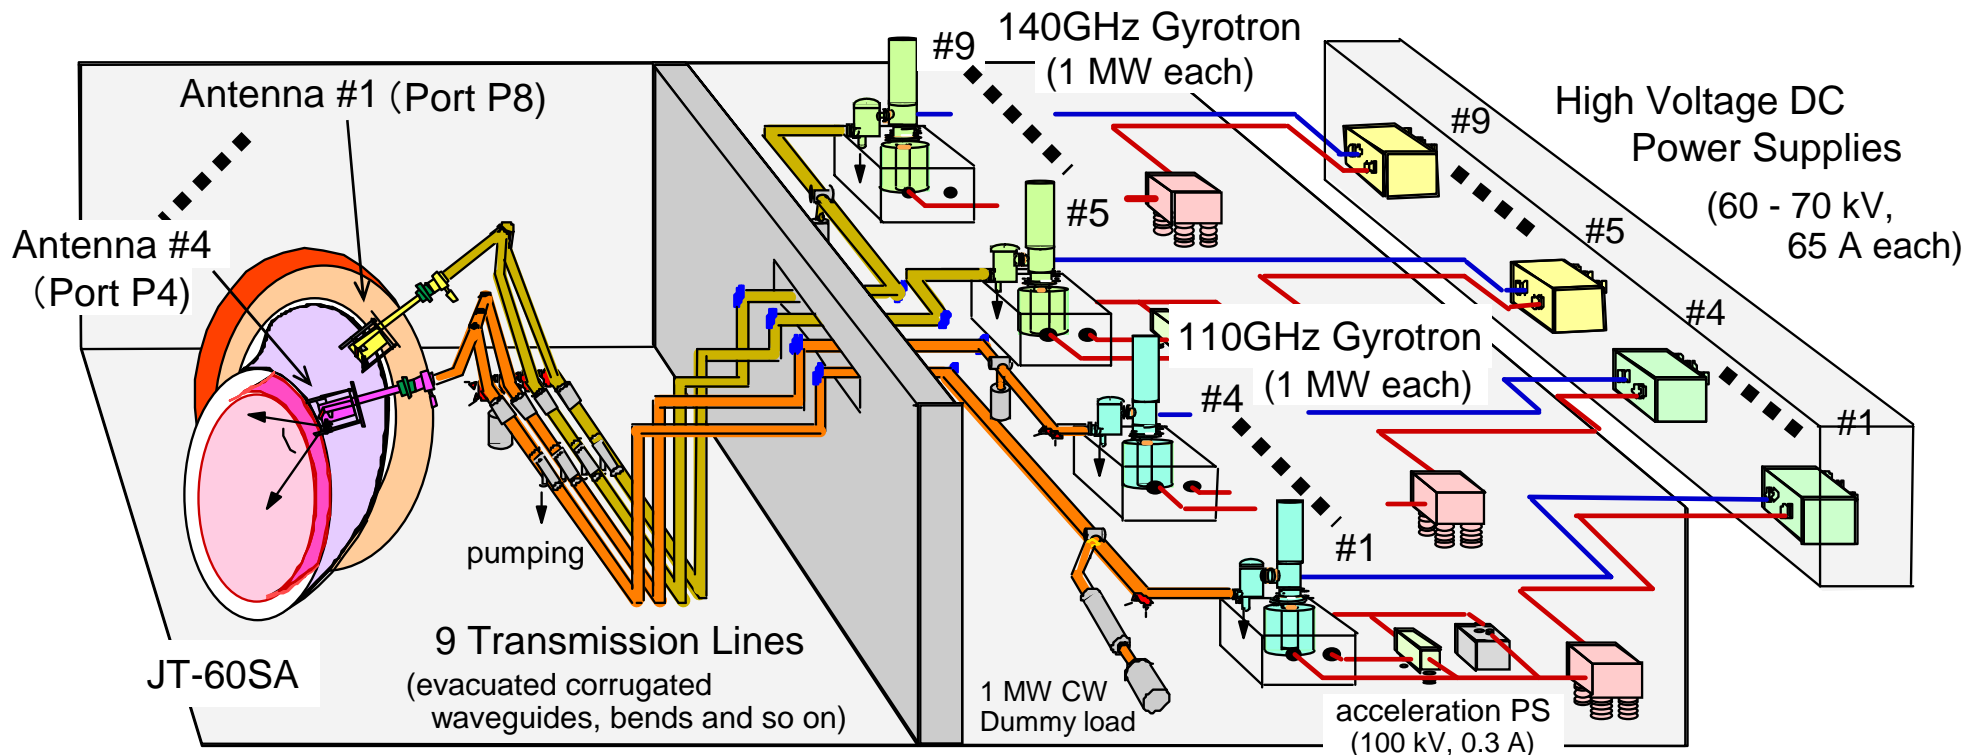 140GHz Gyrotron
(1 MW each)
#9
Antenna #1 (Port P8)
High Voltage DC
Power Supplies
(60 - 70 kV,
65 A each)
#9
#5
#4
#1
Antenna #4
(Port P4)
#5
110GHz Gyrotron
(1 MW each)
#4
#1
pumping
JT-60SA
9 Transmission Lines
(evacuated corrugated
waveguides, bends and so on)
1 MW CW
Dummy load
acceleration PS
(100 kV, 0.3 A)